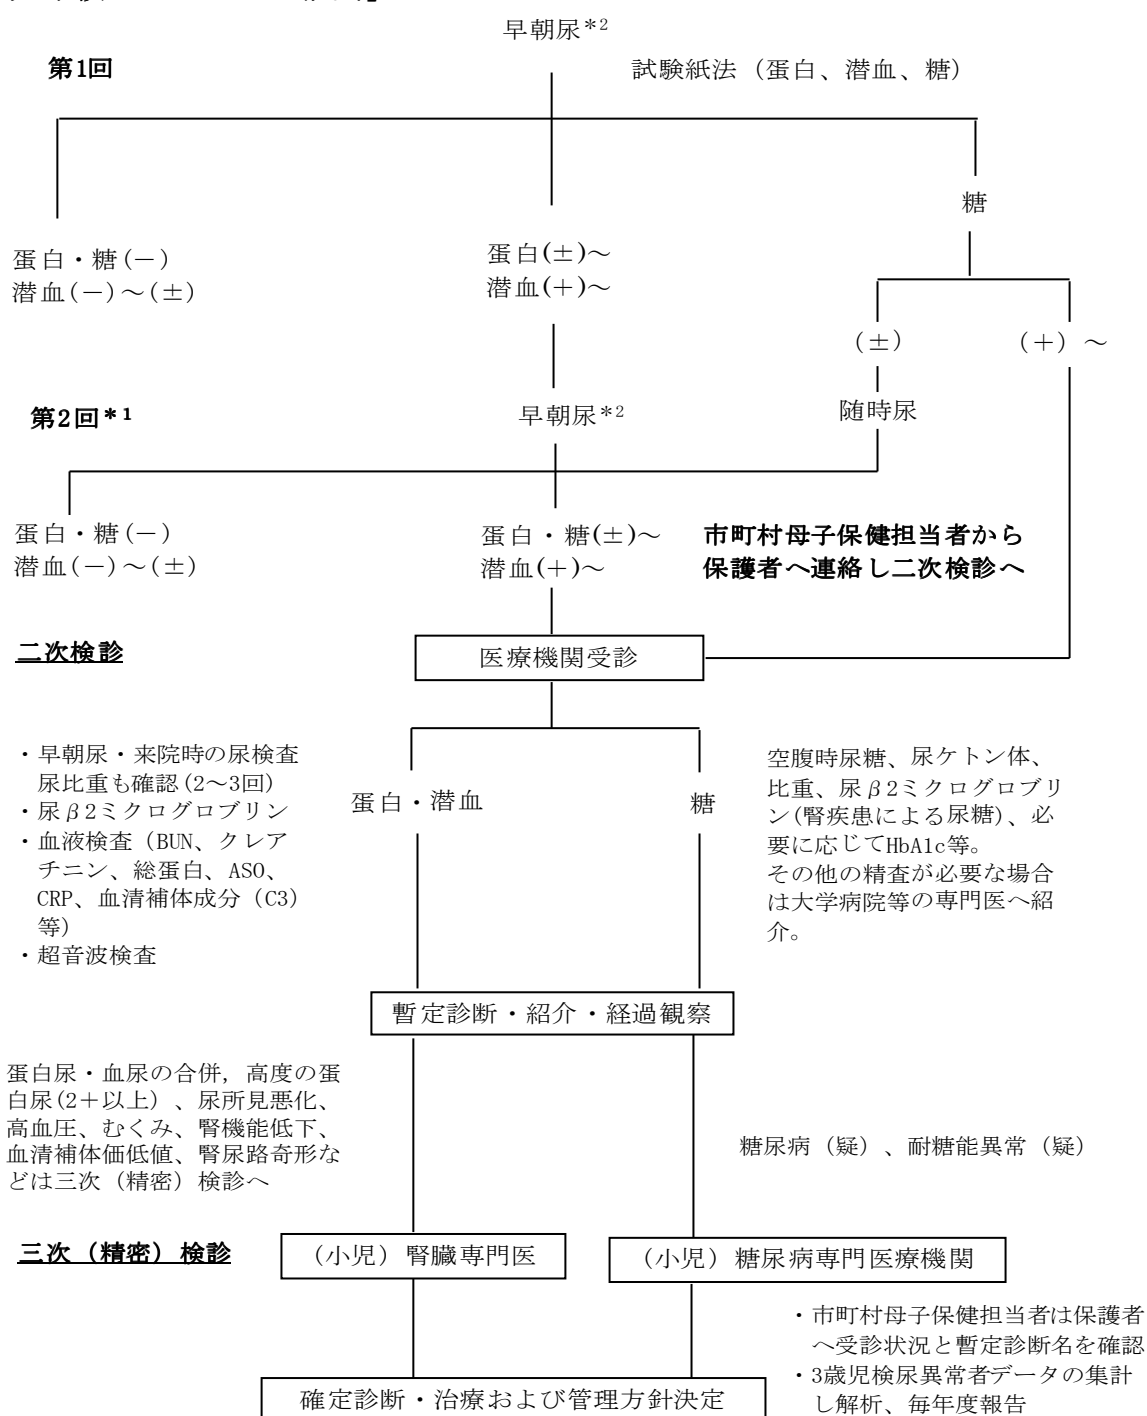 早朝尿*2
第1回
試験紙法（蛋白、潜血、糖）
糖
蛋白・糖(－)
潜血(－)～(±)
蛋白(±)～
潜血(+)～
(±)
(＋) ～
第2回*1
早朝尿*2
随時尿
蛋白・糖(－)
潜血(－)～(±)
蛋白・糖(±)～
潜血(+)～
市町村母子保健担当者から
保護者へ連絡し二次検診へ
二次検診
医療機関受診
・早朝尿・来院時の尿検査
尿比重も確認(2～3回)
・尿β2ミクログロブリン
・血液検査（BUN、クレア
チニン、総蛋白、ASO、
CRP、血清補体成分（C3）
等)
・超音波検査
蛋白・潜血
糖
空腹時尿糖、尿ケトン体、
比重、尿β2ミクログロブリ
ン(腎疾患による尿糖)、必
要に応じてHbA1c等。
その他の精査が必要な場合
は大学病院等の専門医へ紹
介。
暫定診断・紹介・経過観察
蛋白尿・血尿の合併，高度の蛋
白尿(2＋以上）、尿所見悪化、
高血圧、むくみ、腎機能低下、
血清補体価低値、腎尿路奇形な
どは三次（精密）検診へ
糖尿病（疑）、耐糖能異常（疑）
三次（精密）検診
（小児）腎臓専門医
（小児）糖尿病専門医療機関
・市町村母子保健担当者は保護者
へ受診状況と暫定診断名を確認
・3歳児検尿異常者データの集計
し解析、毎年度報告
確定診断・治療および管理方針決定